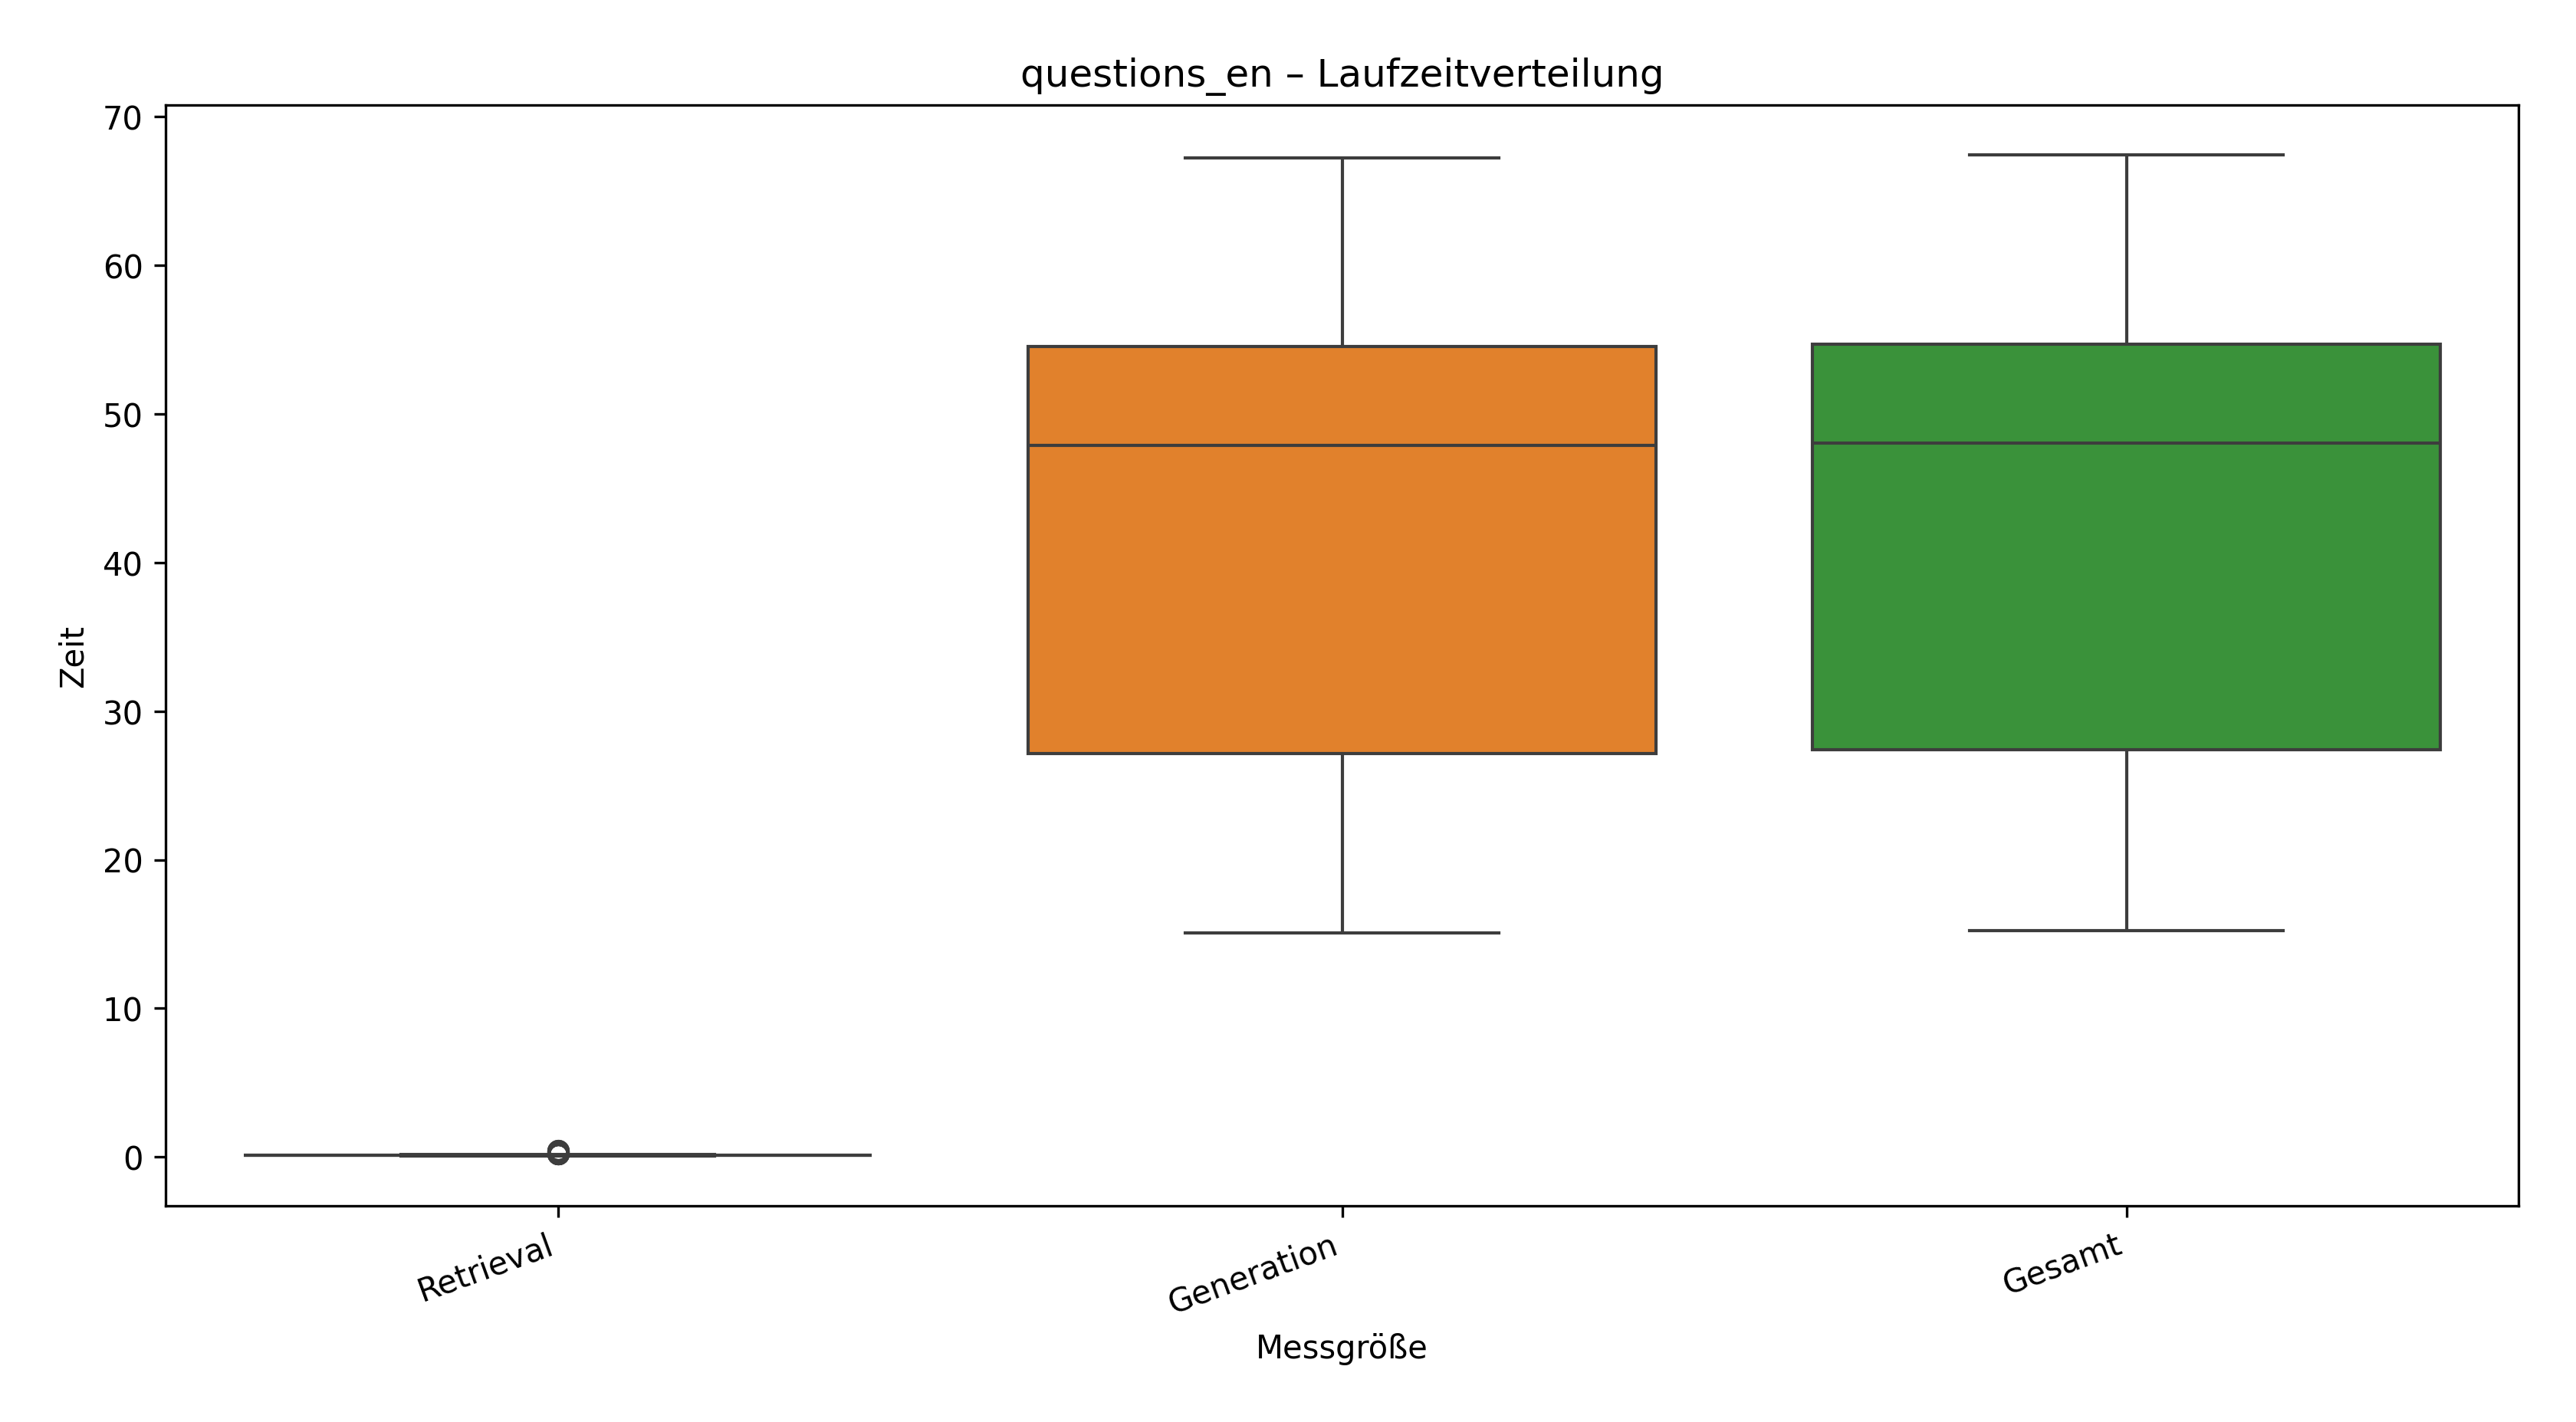 questions_en – Laufzeitverteilung
70
60
50
40
30
20
10
0
Zeit
Retrieval
Generation
Gesamt
Messgröße